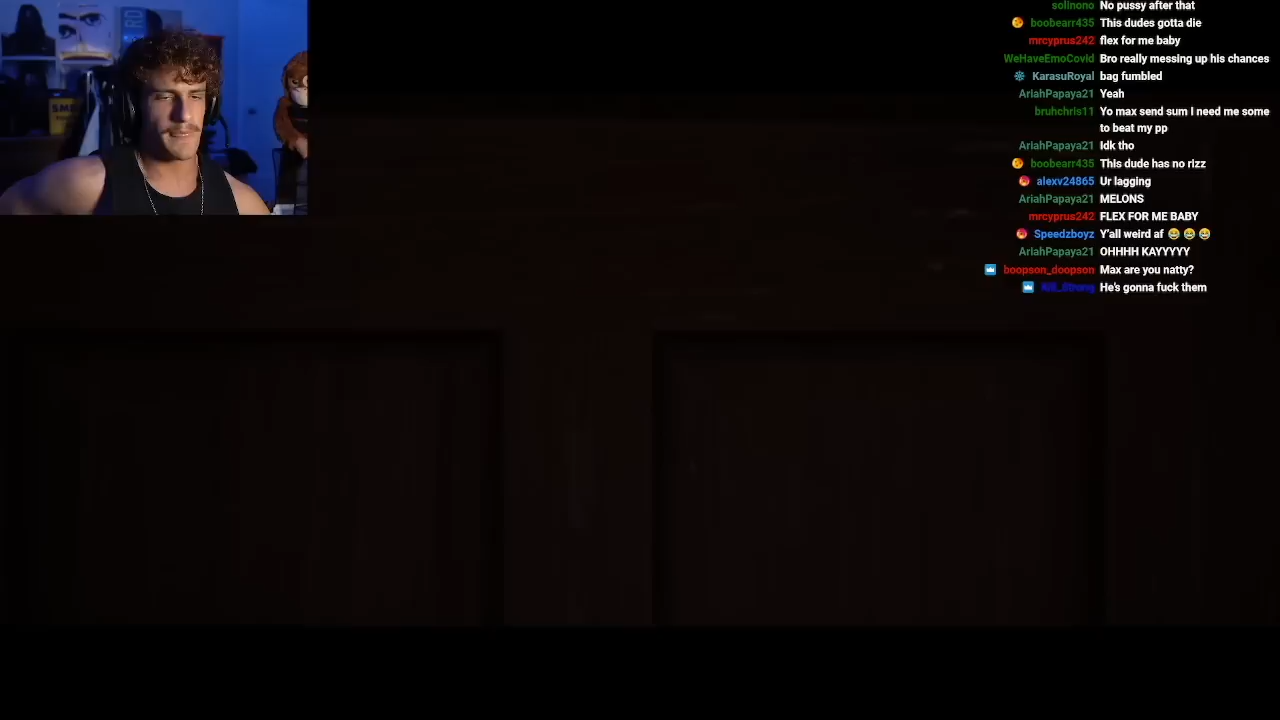 solinono No pussy after that
boobearr435 This dudes gotta die
mrcyprus242 flex for me baby
WeHaveEmoCovid Bro really messing up his chances
KarasuRoyal bag fumbled
AriahPapaya21 Yeah
bruhchris11 Yo max send sum I need me some
to beat my pp
AriahPapaya21 Idk tho
boobearr435 This dude has no rizz
alexv24865 Ur lagging
AriahPapaya21 MELONS
mrcyprus242 FLEX FOR ME BABY
Speedzboyz Y'all weird af 😂 😂 😂
AriahPapaya21 OHHHH KAYYYYY
boopson_doopson Max are you natty?
He's gonna fuck them